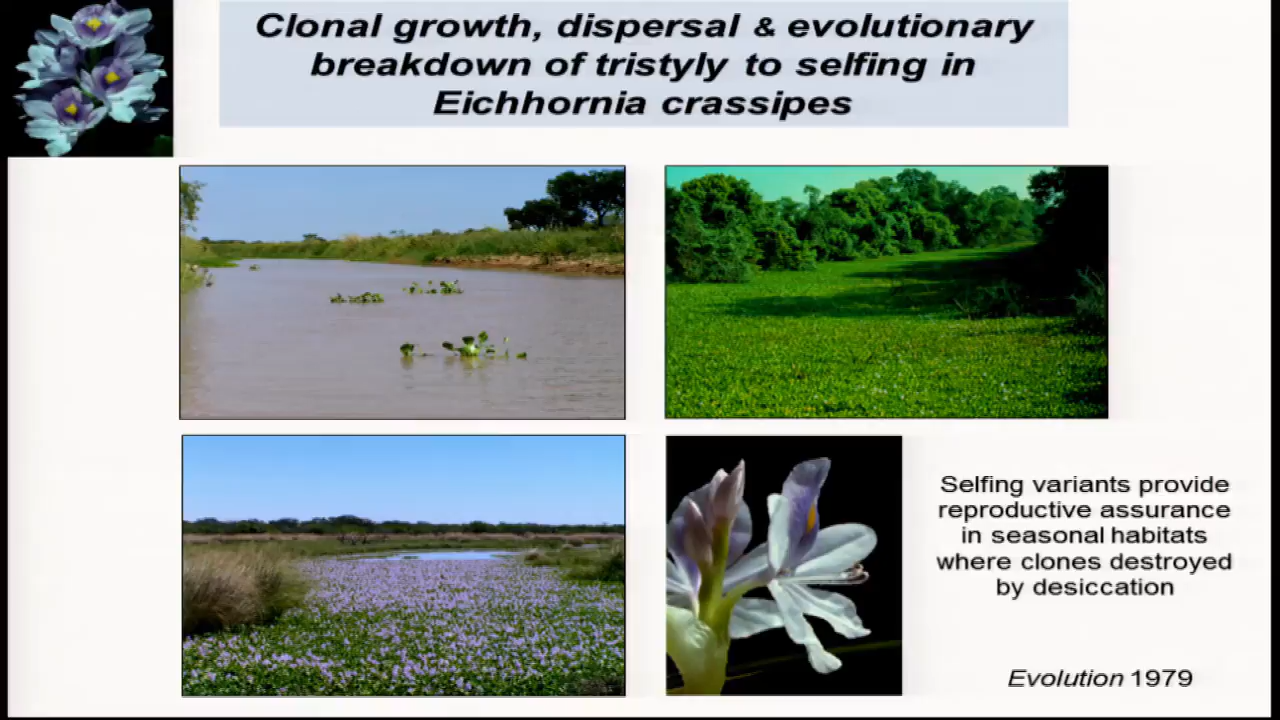 Clonal growth, dispersal & evolutionary
breakdown of tristyly to selfing in
Eichhornia crassipes
Selfing variants provide
reproductive assurance
in seasonal habitats
where clones destroyed
by desiccation
Evolution 1979